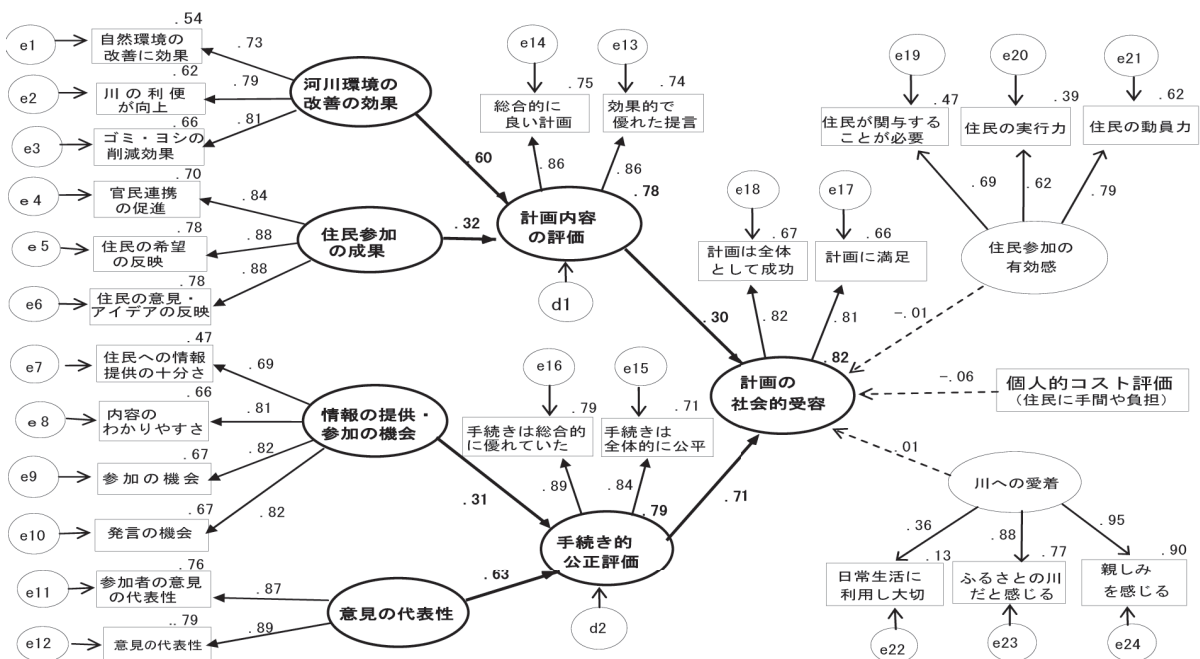 e1
自然環境の
改善に効果
.54
.73
e2
川の利便
が向上
.62
.79
e3
ゴミ・ヨシの
削減効果
.66
.81
河川環境の
改善の効果
e4
官民連携
の促進
.70
.84
e5
住民の希望
の反映
.78
.88
e6
住民の意見・
アイデアの反映
.78
.88
住民参加
の成果
e7
住民への情報
提供の十分さ
.47
.69
e8
内容の
わかりやすさ
.66
.81
e9
参加の機会
.67
.82
e10
発言の機会
.67
.82
情報の提供・
参加の機会
e11
参加者の意見
の代表性
.76
.87
e12
意見の代表性
..79
.89
意見の代表性
.60
.32
e14
総合的に
良い計画
.75
.86
e13
効果的で
優れた提言
.74
.86
計画内容
の評価
.78
d1
.31
.63
e16
手続きは総合的
に優れていた
.79
.89
e15
手続きは
全体的に公平
.71
.84
手続き的
公正評価
.79
d2
.30
.71
e18
計画は全体
として成功
.67
.82
e17
計画に満足
.66
.81
計画の
社会的受容
.82
e19
住民が関与する
ことが必要
.47
.69
e20
住民の実行力
.39
.62
e21
住民の動員力
.62
.79
住民参加の
有効感
-.01
-.06
個人的コスト評価
(住民に手間や負担)
.01
川への愛着
.36
.88
.95
.13
日常生活に
利用し大切
e22
.77
ふるさとの川
だと感じる
e23
.90
親しみ
を感じる
e24